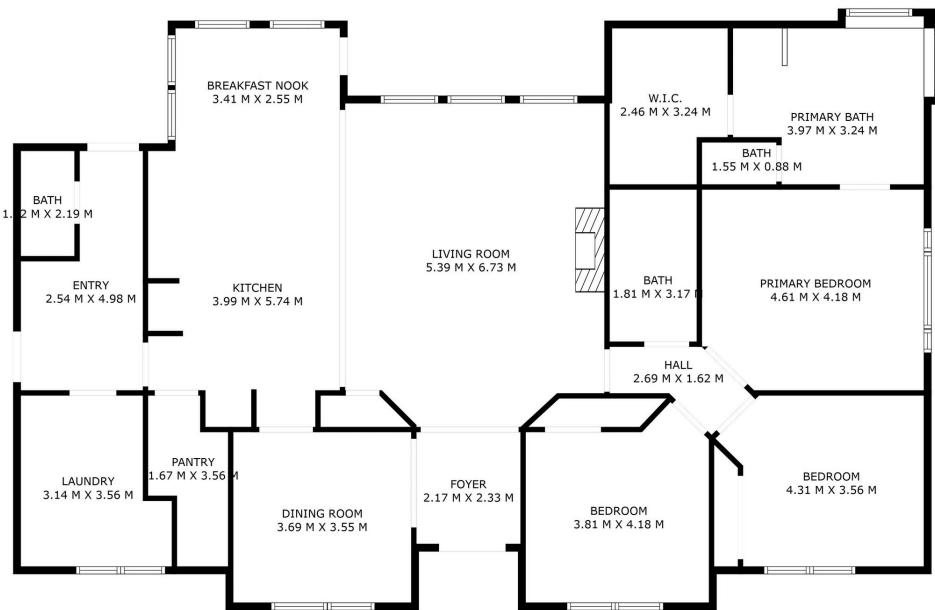 BREAKFAST NOOK
3.41 M X 2.55 M
W.I.C.
2.46 M X 3.24 M
PRIMARY BATH
3.97 M X 3.24 M
BATH
1.55 M X 0.88 M
BATH
M X 2.19 M
LIVING ROOM
5.39 M X 6.73 M
ENTRY
2.54 M X 4.98 M
KITCHEN
3.99 M X 5.74 M
BATH
1.81 M X 3.17 M
PRIMARY BEDROOM
4.61 M X 4.18 M
HALL
2.69 M X 1.62 M
PANTRY
1.67 M X 3.56 M
LAUNDRY
3.14 M X 3.56 M
FOYER
2.17 M X 2.33 M
BEDROOM
4.31 M X 3.56 M
DINING ROOM
3.69 M X 3.55 M
BEDROOM
3.81 M X 4.18 M